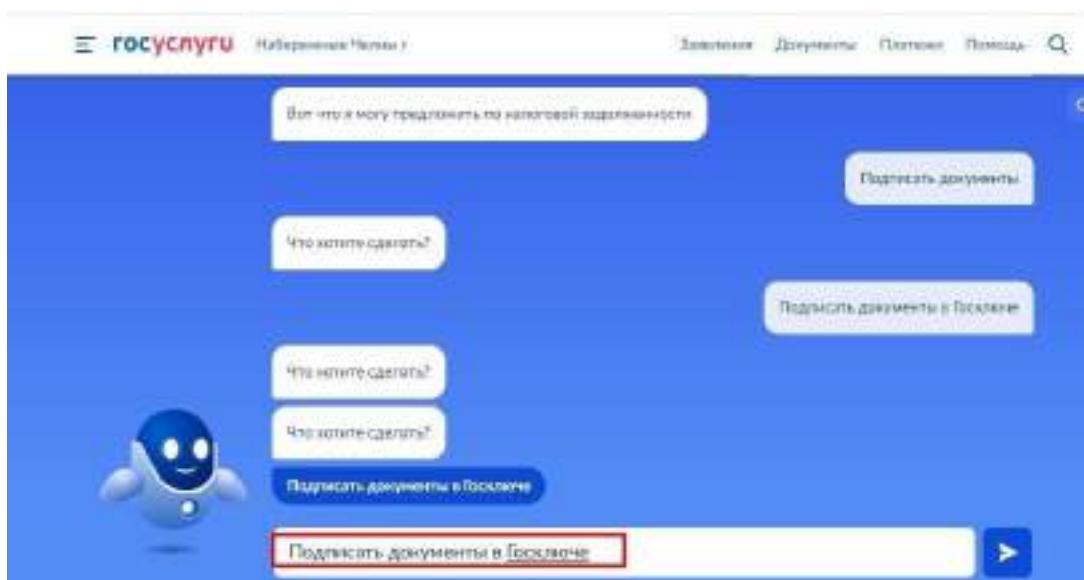 госуслуги Набережные Челны Заявления Документы Платежи Помощь
Вот что я могу предложить по налоговой задолженности
Подписать документы
Что хотите сделать?
Подписать документы в Госключе
Что хотите сделать?
Что хотите сделать?
Подписать документы в Госключе
Подписать документы в Госключе